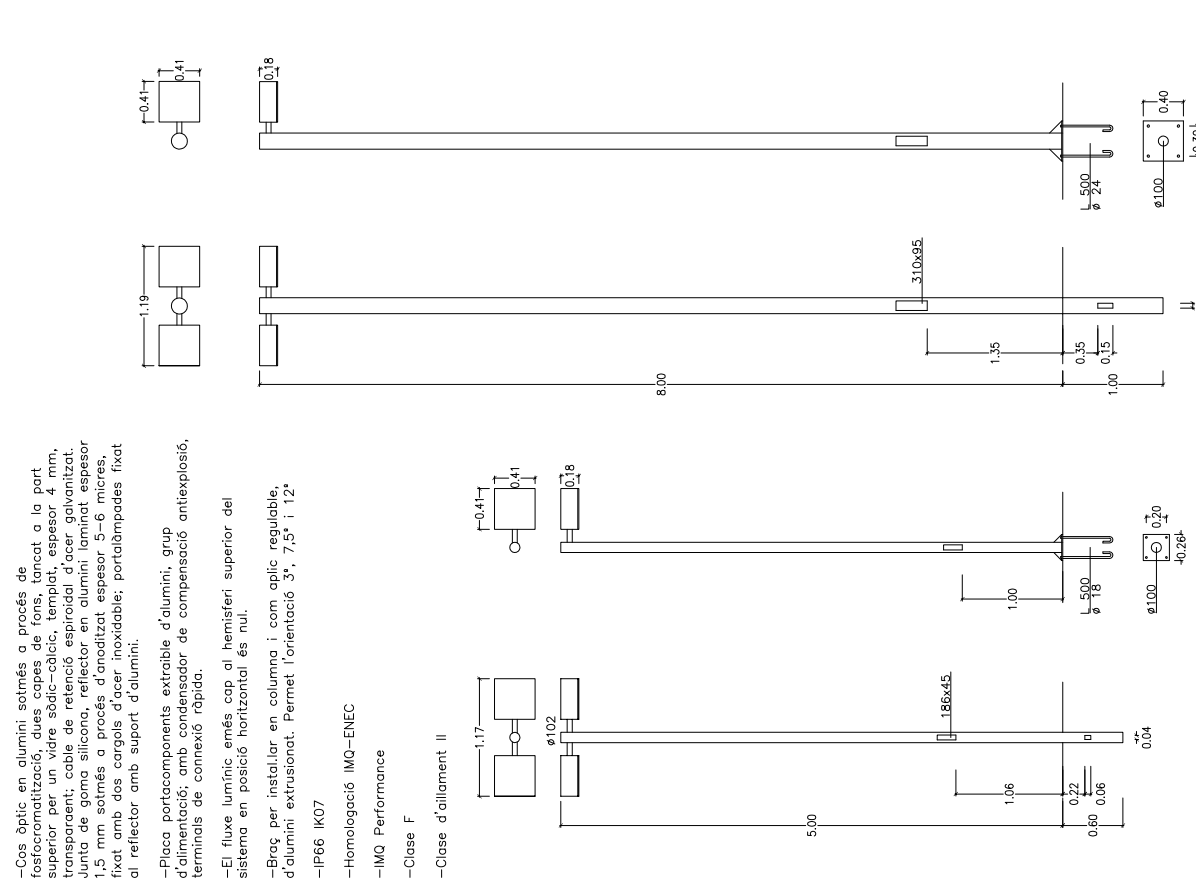 -Cos òptic en alumini sotmés a procés de
fosfocromatització, dues capes de fons, tancat a la part
superior per un vidre sòdic-càlcic, templat, espesor 4 mm,
transparaent; cable de retenció espiroidal d'acer galvanitzat.
Junta de goma silicona, reflector en alumini laminat espesor
1,5 mm sotmés a procés d'anoditzat espesor 5-6 micres,
fixat amb dos cargols d'acer inoxidable; portalàmpades fixat
al reflector amb suport d'alumini.
-Placa portacomponents extraible d'alumini, grup
d'alimentació; amb condensador de compensació antiexplosió,
terminals de connexió ràpida.
-El fluxe lumínic emés cap al hemisferi superior del
sistema en posició horitzontal és nul.
-Braç per instal.lar en columna i com aplic regulable,
d'alumini extrusionat. Permet l'orientació 3º, 7,5º i 12º
-IP66 IK07
-Homologació IMQ-ENEC
-IMQ Performance
-Clase F
-Clase d'aillament II
1.17
ø102
186x45
5.00
1.06
0.22
0.06
0.60
0.04
0.41
0.41
0.18
1.00
L 500
ø 18
ø100
0.20
0.26
1.19
310x95
8.00
1.35
0.35
0.15
1.00
0.41
0.41
0.18
L 500
ø 24
ø100
0.40